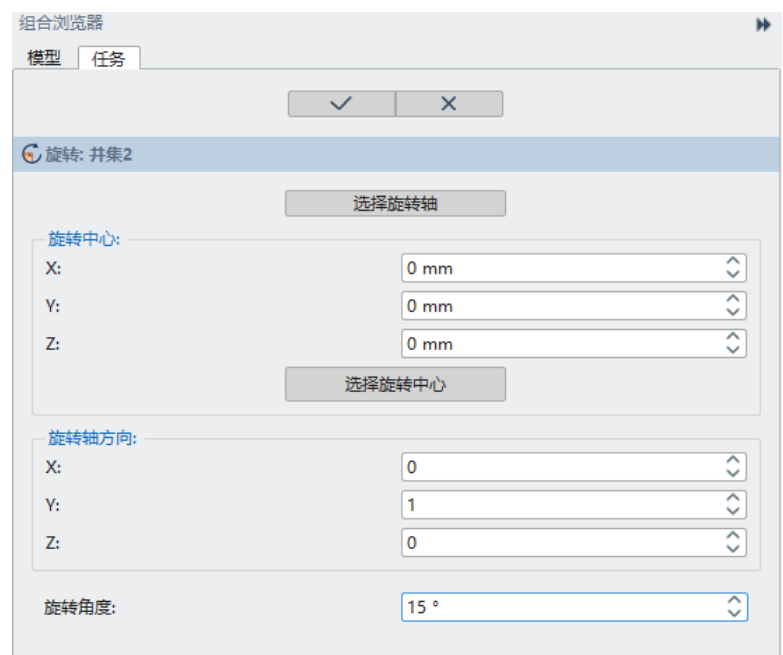 组合浏览器
模型 任务
旋转: 并集2
选择旋转轴
旋转中心:
X: 0 mm
Y: 0 mm
Z: 0 mm
选择旋转中心
旋转轴方向:
X: 0
Y: 1
Z: 0
旋转角度: 15 °